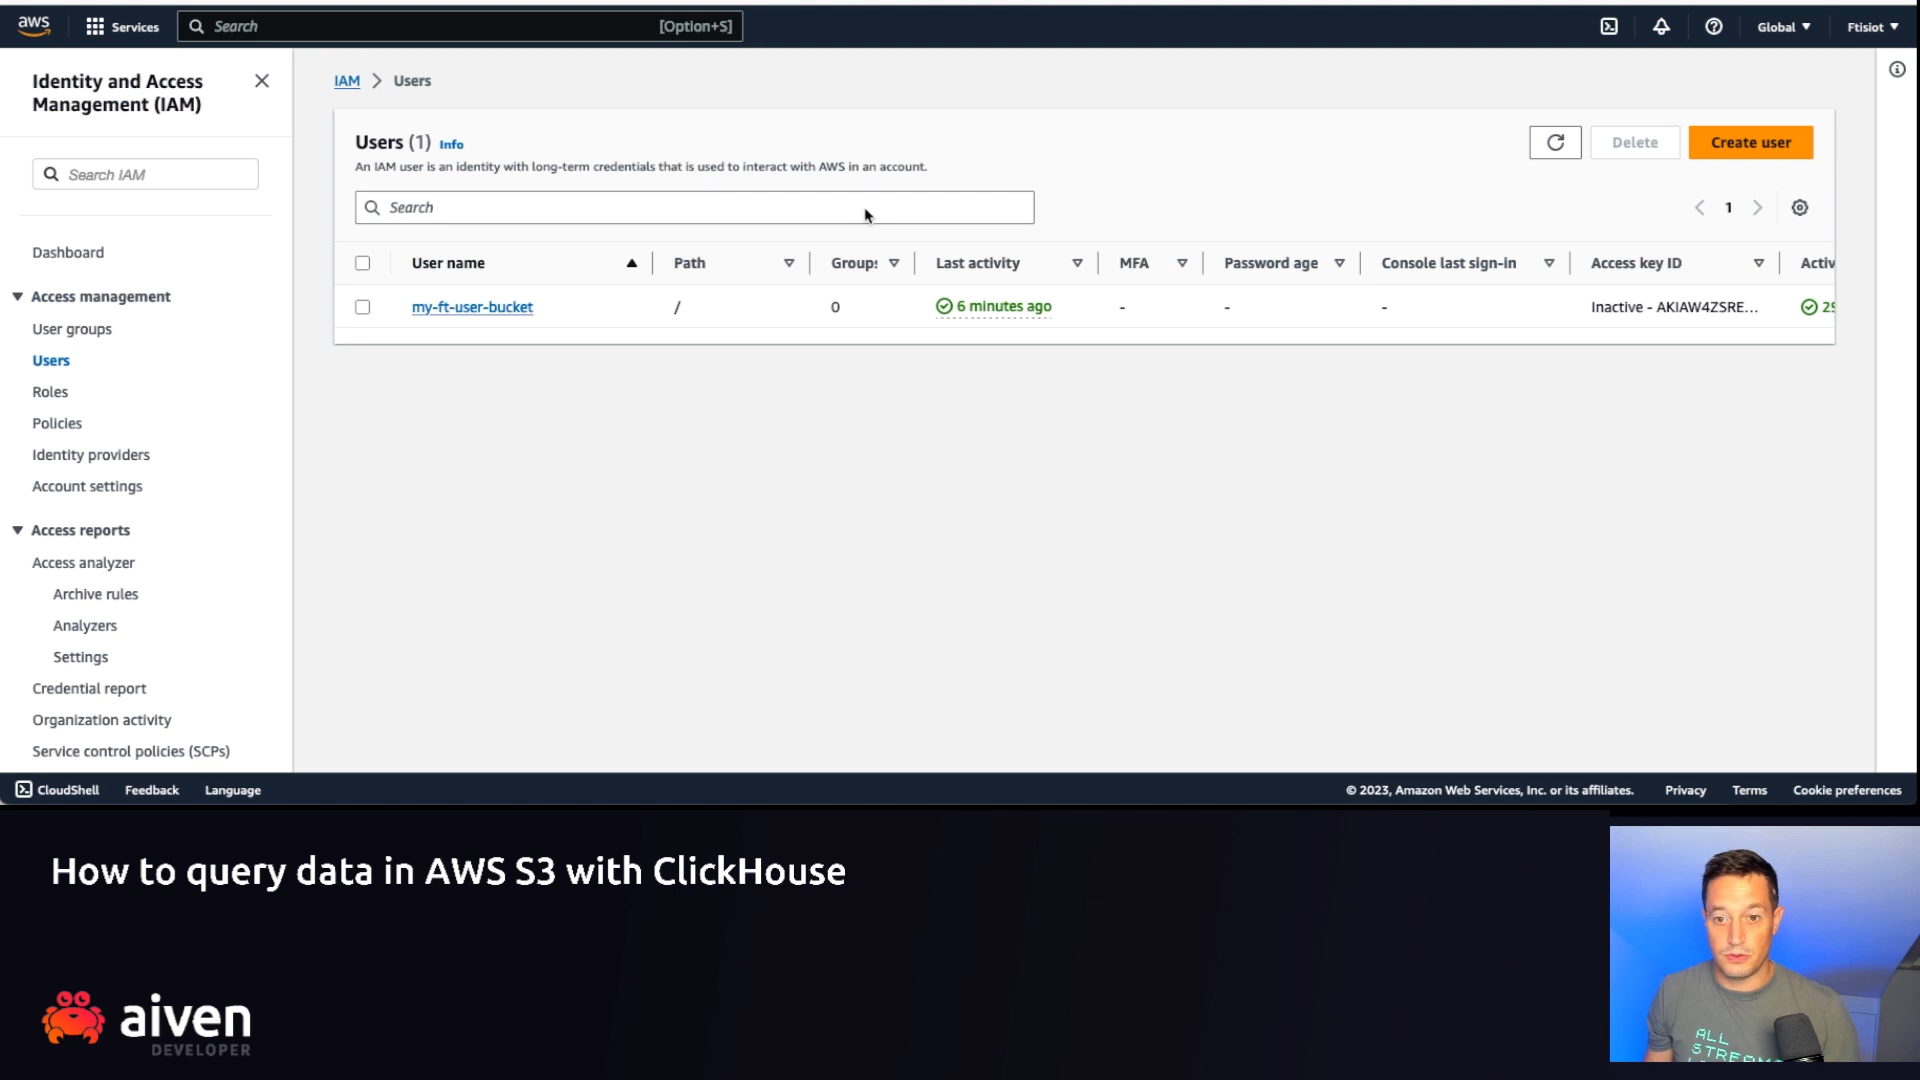 aws
Services
Search
[Option+S]
Global
Ftisiot
Identity and Access
Management (IAM)
Search IAM
Dashboard
Access management
User groups
Users
Roles
Policies
Identity providers
Account settings
Access reports
Access analyzer
Archive rules
Analyzers
Settings
Credential report
Organization activity
Service control policies (SCPs)
IAM > Users
Users (1) Info
An IAM user is an identity with long-term credentials that is used to interact with AWS in an account.
Delete
Create user
Search
1
User name Path Groups Last activity MFA Password age Console last sign-in Access key ID Activ
my-ft-user-bucket / 0 6 minutes ago - - - Inactive - AKIAW4ZSRE...
CloudShell Feedback Language
© 2023, Amazon Web Services, Inc. or its affiliates. Privacy Terms Cookie preferences
How to query data in AWS S3 with ClickHouse
aiven
DEVELOPER
ALL
STREAMS